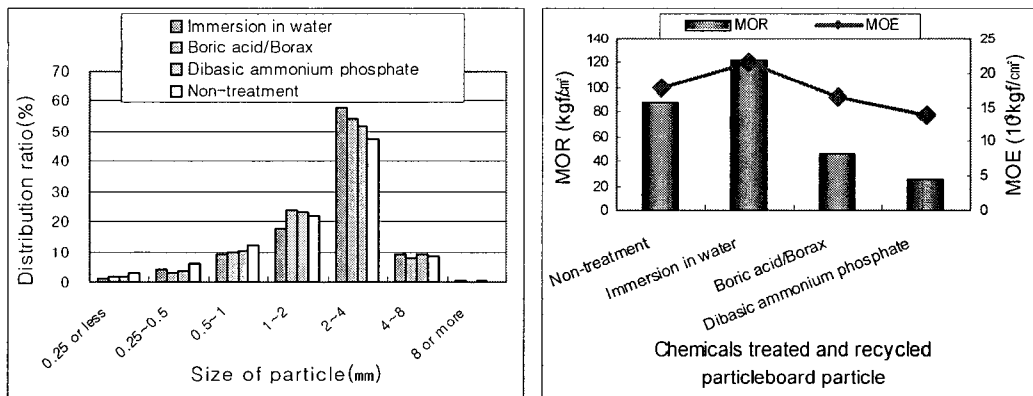 Immersion in water
Boric acid/Borax
Dibasic ammonium phosphate
Non-treatment
Distribution ratio(%)
70
60
50
40
30
20
10
0
0.25 or less
0.25~0.5
0.5~1
1~2
2~4
4~8
8 or more
Size of particle(mm)
MOR
MOE
MOR (kgf/cm²)
140
120
100
80
60
40
20
0
25
20
15
10
5
0
MOE (10³kgf/cm²)
Non-treatment
Immersion in water
Boric acid/Borax
Dibasic ammonium phosphate
Chemicals treated and recycled
particleboard particle